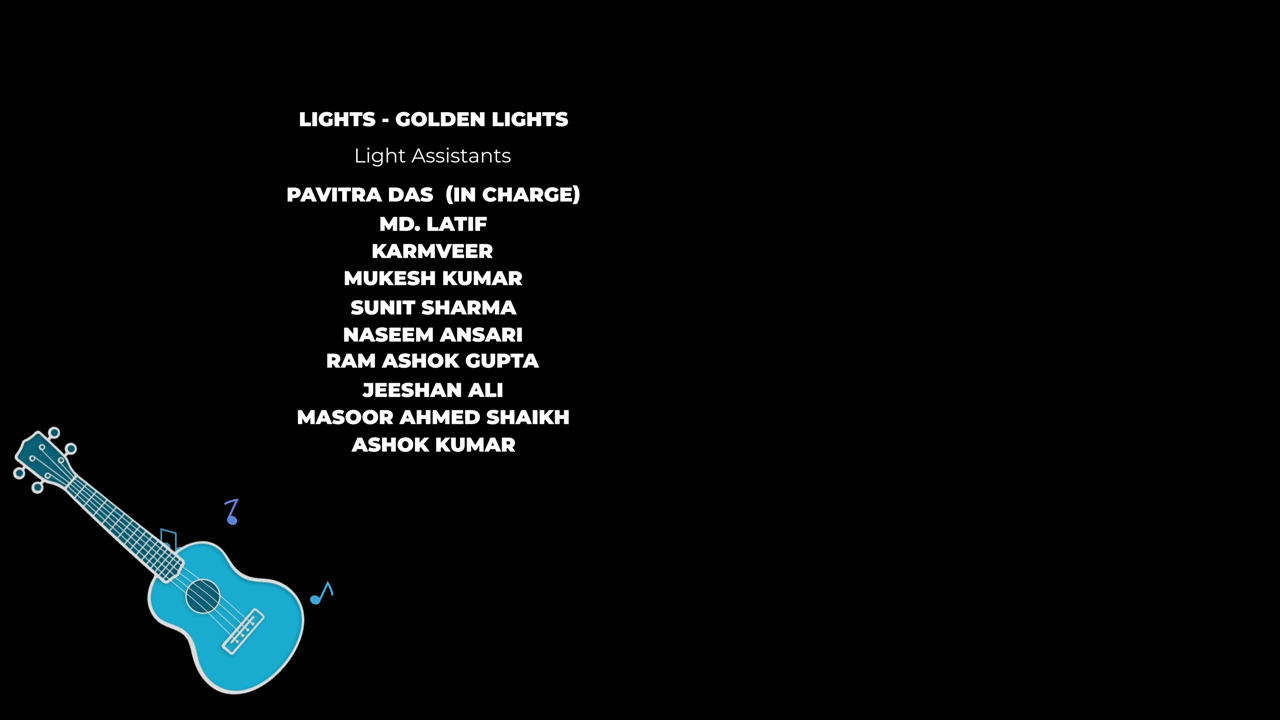 LIGHTS - GOLDEN LIGHTS
Light Assistants
PAVITRA DAS (IN CHARGE)
MD. LATIF
KARMVEER
MUKESH KUMAR
SUNIT SHARMA
NASEEM ANSARI
RAM ASHOK GUPTA
JEESHAN ALI
MASOOR AHMED SHAIKH
ASHOK KUMAR